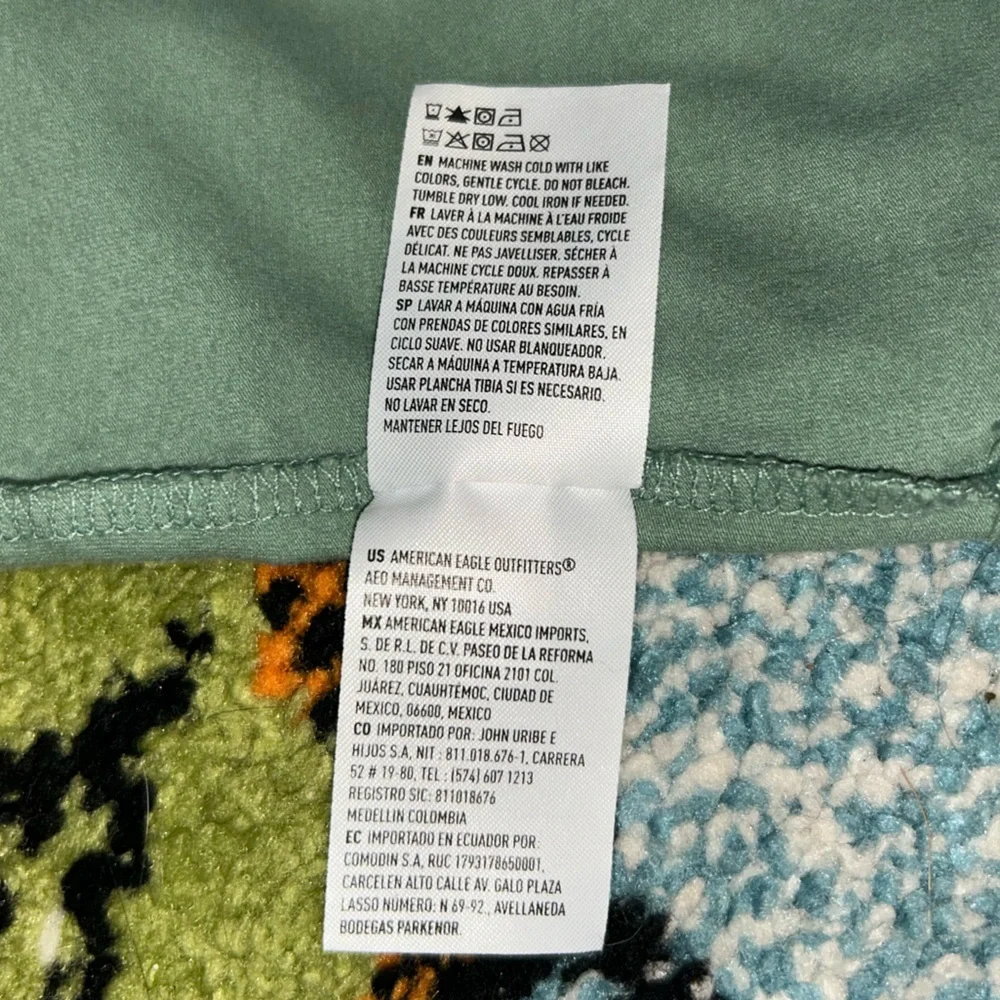 EN MACHINE WASH COLD WITH LIKE
COLORS, GENTLE CYCLE. DO NOT BLEACH.
TUMBLE DRY LOW. COOL IRON IF NEEDED.
FR LAVER À LA MACHINE À L'EAU FROIDE
AVEC DES COULEURS SEMBLABLES, CYCLE
DÉLICAT. NE PAS JAVELLISER. SÉCHER À
LA MACHINE CYCLE DOUX. REPASSER À
BASSE TEMPÉRATURE AU BESOIN.
SP LAVAR A MÁQUINA CON AGUA FRÍA
CON PRENDAS DE COLORES SIMILARES, EN
CICLO SUAVE. NO USAR BLANQUEADOR.
SECAR A MÁQUINA A TEMPERATURA BAJA.
USAR PLANCHA TIBIA SI ES NECESARIO.
NO LAVAR EN SECO.
MANTENER LEJOS DEL FUEGO
US AMERICAN EAGLE OUTFITTERS®
AEO MANAGEMENT CO.
NEW YORK, NY 10016 USA
MX AMERICAN EAGLE MEXICO IMPORTS,
S. DE R.L. DE C.V. PASEO DE LA REFORMA
NO. 180 PISO 21 OFICINA 2101 COL.
JUÁREZ, CUAUHTÉMOC, CIUDAD DE
MEXICO, 06600, MEXICO
CO IMPORTADO POR: JOHN URIBE E
HIJOS S.A, NIT : 811.018.676-1, CARRERA
52 # 19-80, TEL : (574) 607 1213
REGISTRO SIC: 811018676
MEDELLIN COLOMBIA
EC IMPORTADO EN ECUADOR POR:
COMODIN S.A, RUC 1793178650001,
CARCELEN ALTO CALLE AV. GALO PLAZA
LASSO NÚMERO: N 69-92., AVELLANEDA
BODEGAS PARKENOR.